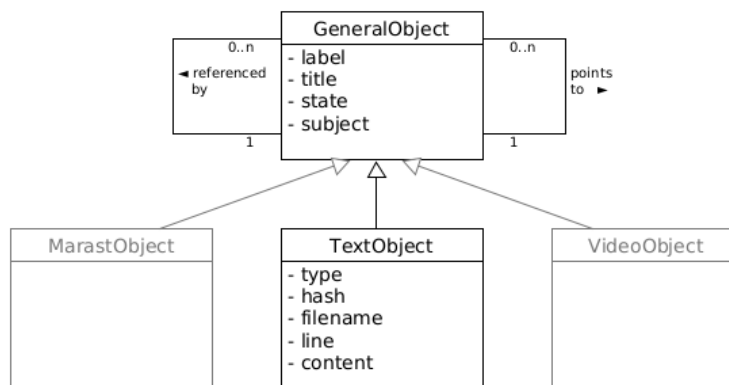 GeneralObject
- label
- title
- state
- subject
0..n
◄ referenced
by
1
0..n
points
to ►
1
MarastObject
TextObject
- type
- hash
- filename
- line
- content
VideoObject